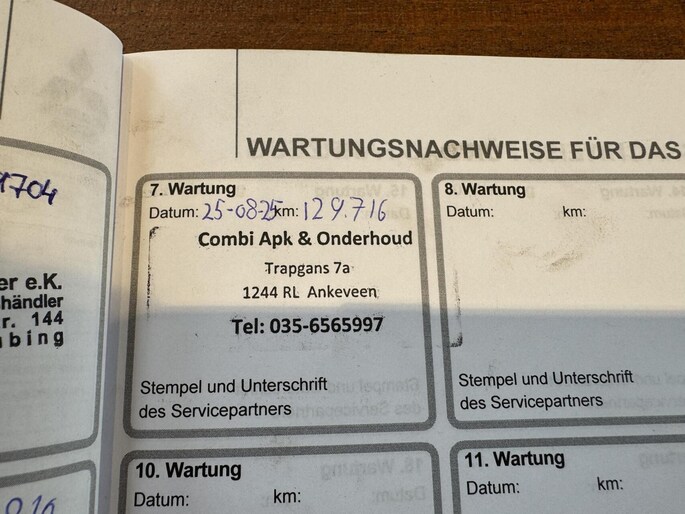 1704
er e.K.
händler
r. 144
bing
WARTUNGSNACHWEISE FÜR DAS
7. Wartung
Datum: 25-08-25 km: 129.716
Combi Apk & Onderhoud
Trapgans 7a
1244 RL Ankeveen
Tel: 035-6565997
Stempel und Unterschrift
des Servicepartners
8. Wartung
Datum: km:
Stempel und Unterschrift
des Servicepartners
10. Wartung
Datum: km:
11. Wartung
Datum: km: